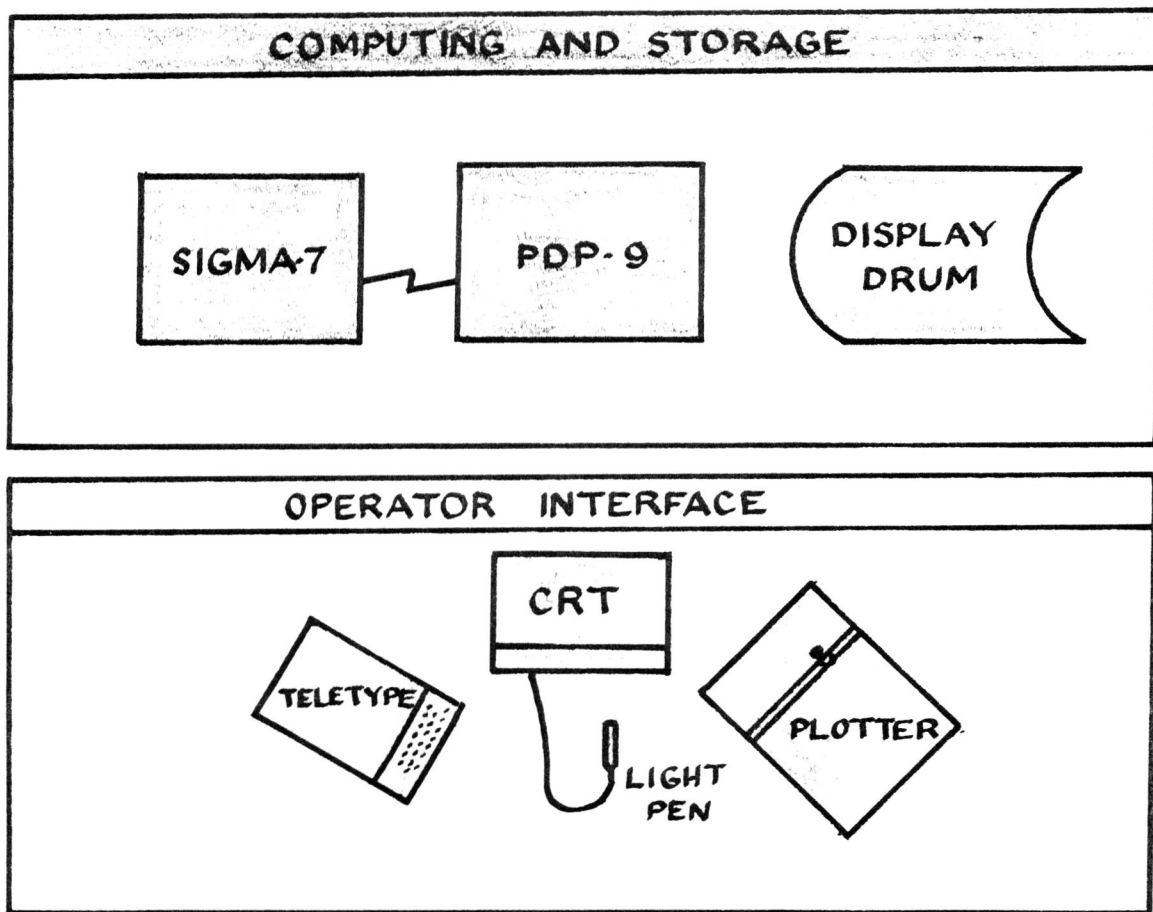 COMPUTING AND STORAGE
SIGMA-7
PDP-9
DISPLAY
DRUM
OPERATOR INTERFACE
CRT
TELETYPE
PLOTTER
LIGHT
PEN